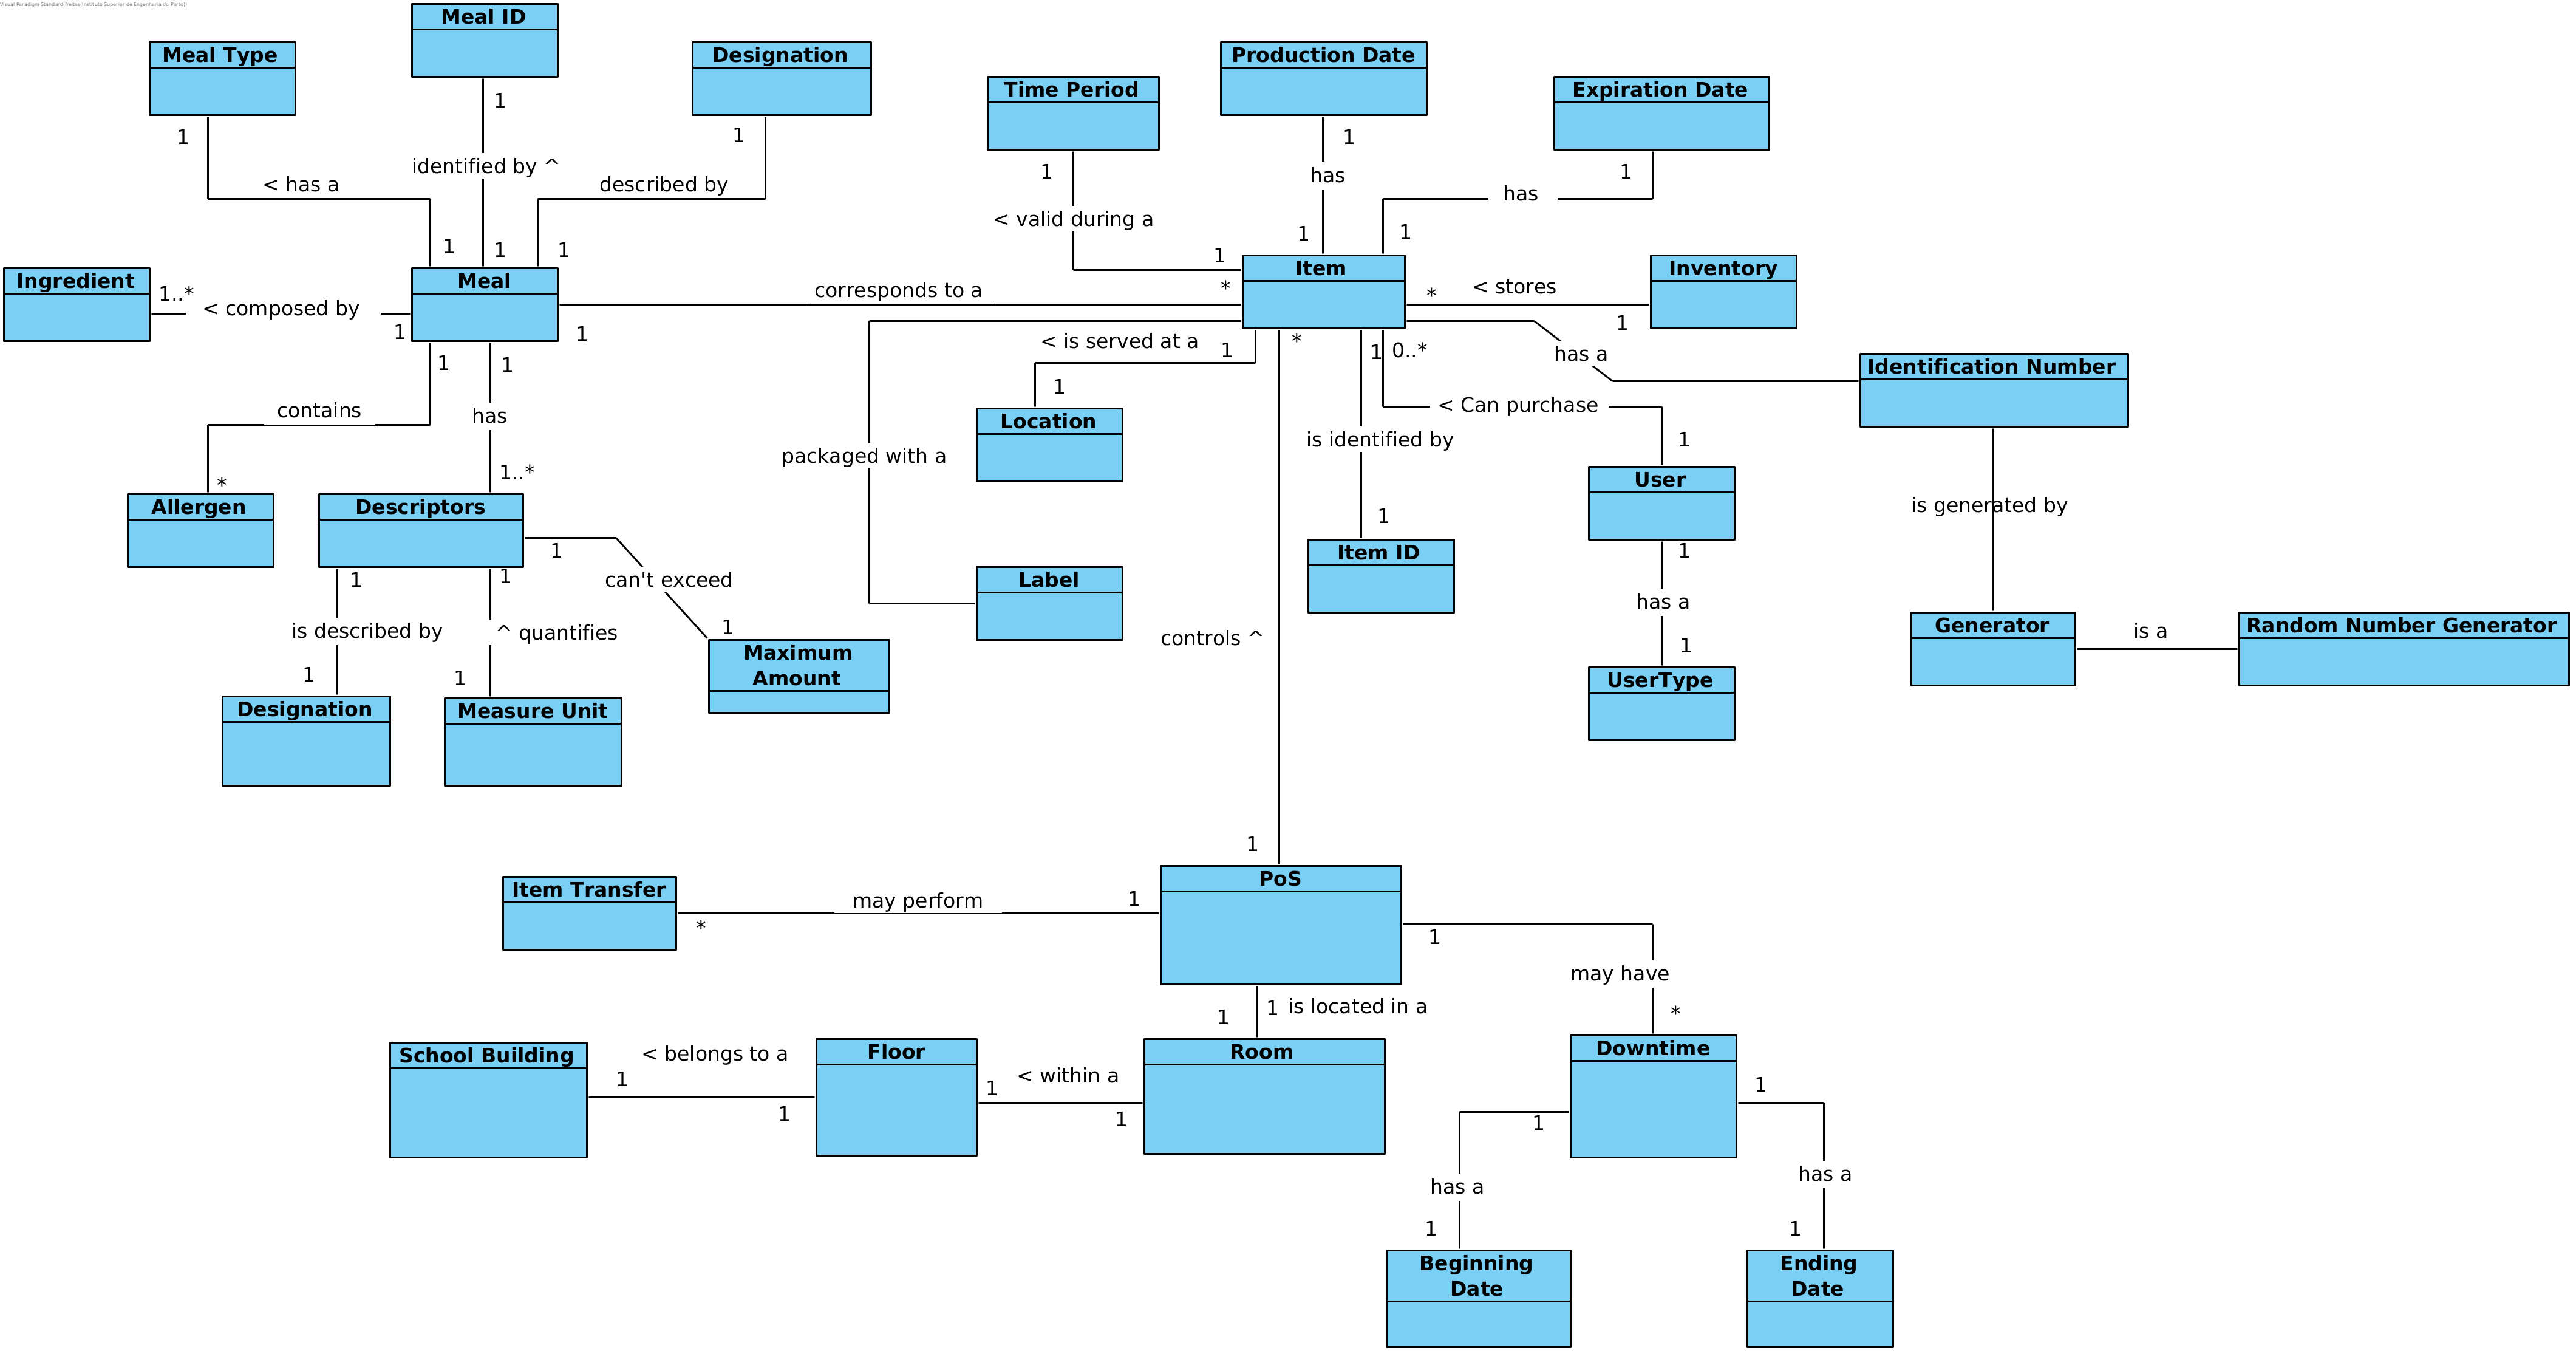 Visual Paradigm Standard(freitas(Instituto Superior de Engenharia do Porto))
Meal ID
Meal Type
Designation
Production Date
Time Period
Expiration Date
1
1
1
1
1
1
identified by ^
< has a
described by
has
< valid during a
has
1
1
1
1
1
1
Ingredient
Meal
Item
Inventory
1..*
< composed by
1
1
corresponds to a
*
*
< stores
1
< is served at a
1
*
1
0..*
has a
Identification Number
1
1
contains
has
1
Location
< Can purchase
packaged with a
is identified by
1
*
1..*
User
is generated by
Allergen
Descriptors
1
Item ID
1
1
1
1
can't exceed
Label
has a
is described by
^ quantifies
1
controls ^
1
1
1
Maximum
Amount
UserType
Generator
is a
Random Number Generator
Designation
Measure Unit
1
PoS
Item Transfer
may perform
1
*
1
may have
1
1
is located in a
*
School Building
< belongs to a
Floor
Room
Downtime
1
1
1
< within a
1
1
1
has a
has a
1
1
Beginning
Date
Ending
Date